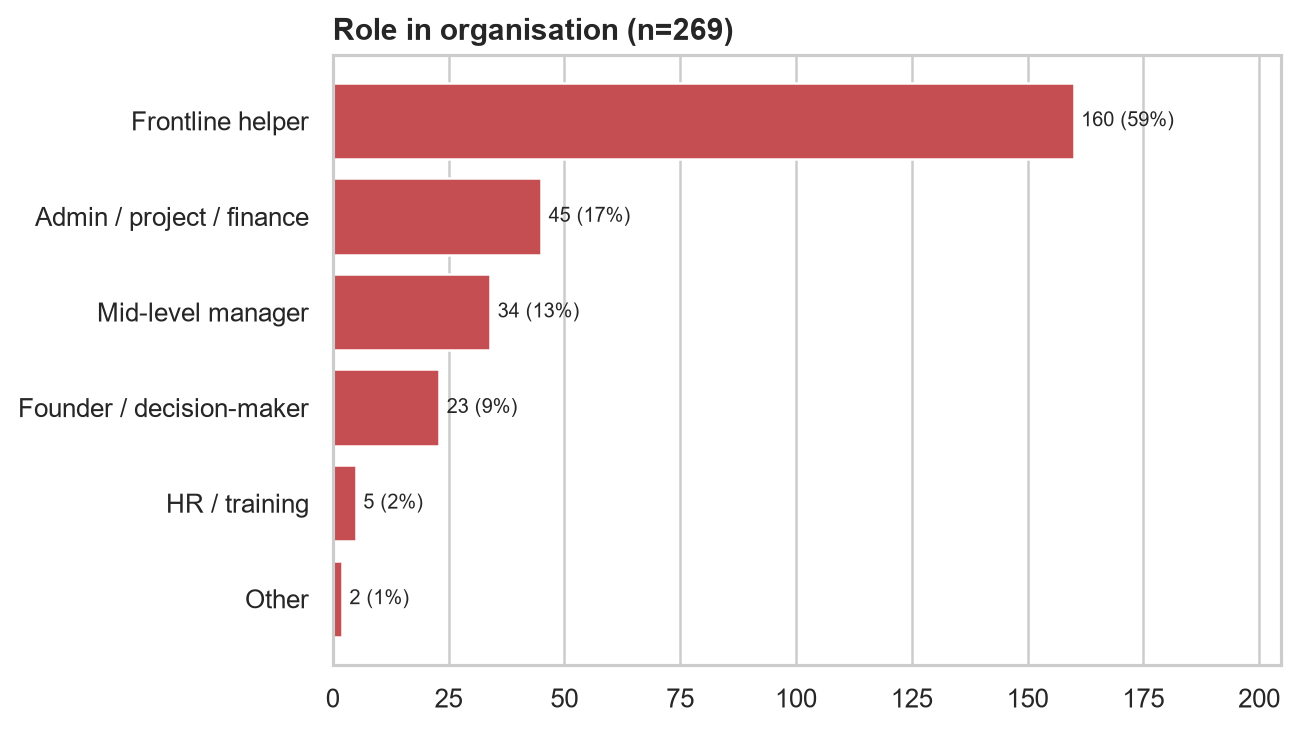 Role in organisation (n=269)
Frontline helper 160 (59%)
Admin / project / finance 45 (17%)
Mid-level manager 34 (13%)
Founder / decision-maker 23 (9%)
HR / training 5 (2%)
Other 2 (1%)
0 25 50 75 100 125 150 175 200